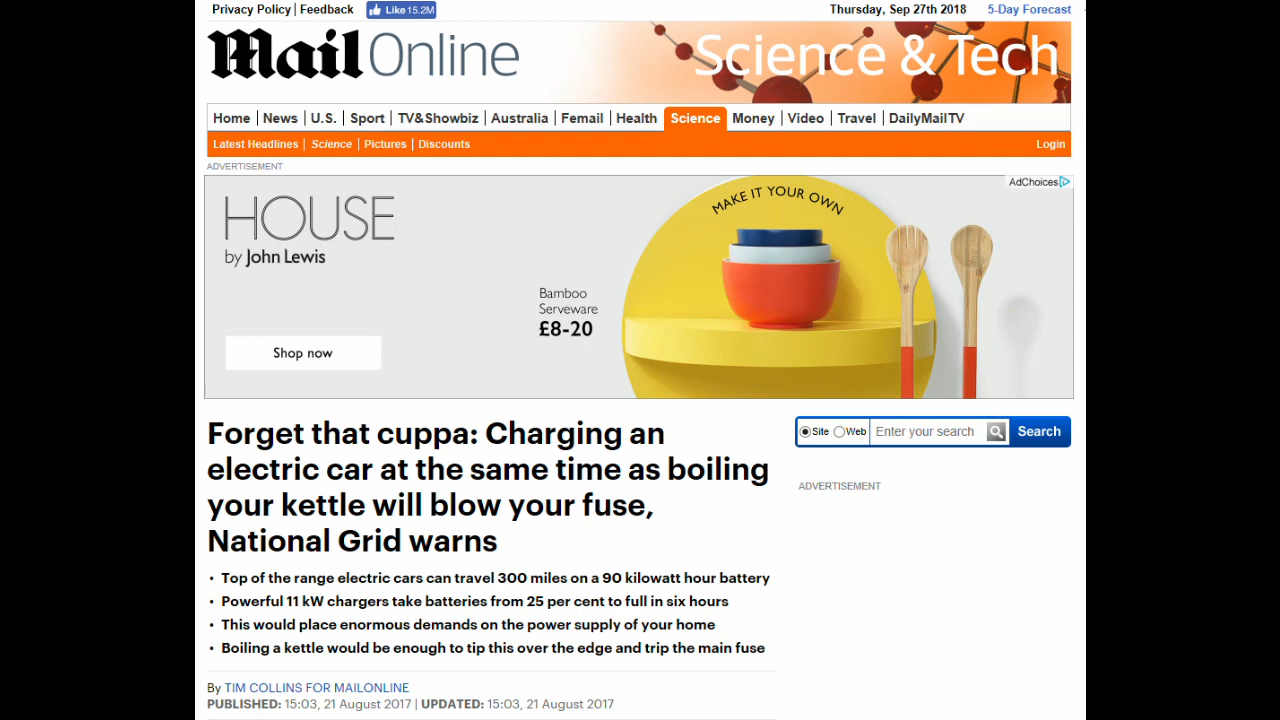 Privacy Policy | Feedback Like 15.2M Thursday, Sep 27th 2018 5-Day Forecast
Mail Online Science & Tech
Home | News | U.S. | Sport | TV&Showbiz | Australia | Femail | Health Science Money | Video | Travel | DailyMailTV
Latest Headlines | Science | Pictures | Discounts Login
ADVERTISEMENT
AdChoices
MAKE IT YOUR OWN
HOUSE
by John Lewis
Bamboo
Serveware
£8-20
Shop now
Forget that cuppa: Charging an
electric car at the same time as boiling
your kettle will blow your fuse,
National Grid warns
Site Web Enter your search Search
ADVERTISEMENT
• Top of the range electric cars can travel 300 miles on a 90 kilowatt hour battery
• Powerful 11 kW chargers take batteries from 25 per cent to full in six hours
• This would place enormous demands on the power supply of your home
• Boiling a kettle would be enough to tip this over the edge and trip the main fuse
By TIM COLLINS FOR MAILONLINE
PUBLISHED: 15:03, 21 August 2017 | UPDATED: 15:03, 21 August 2017